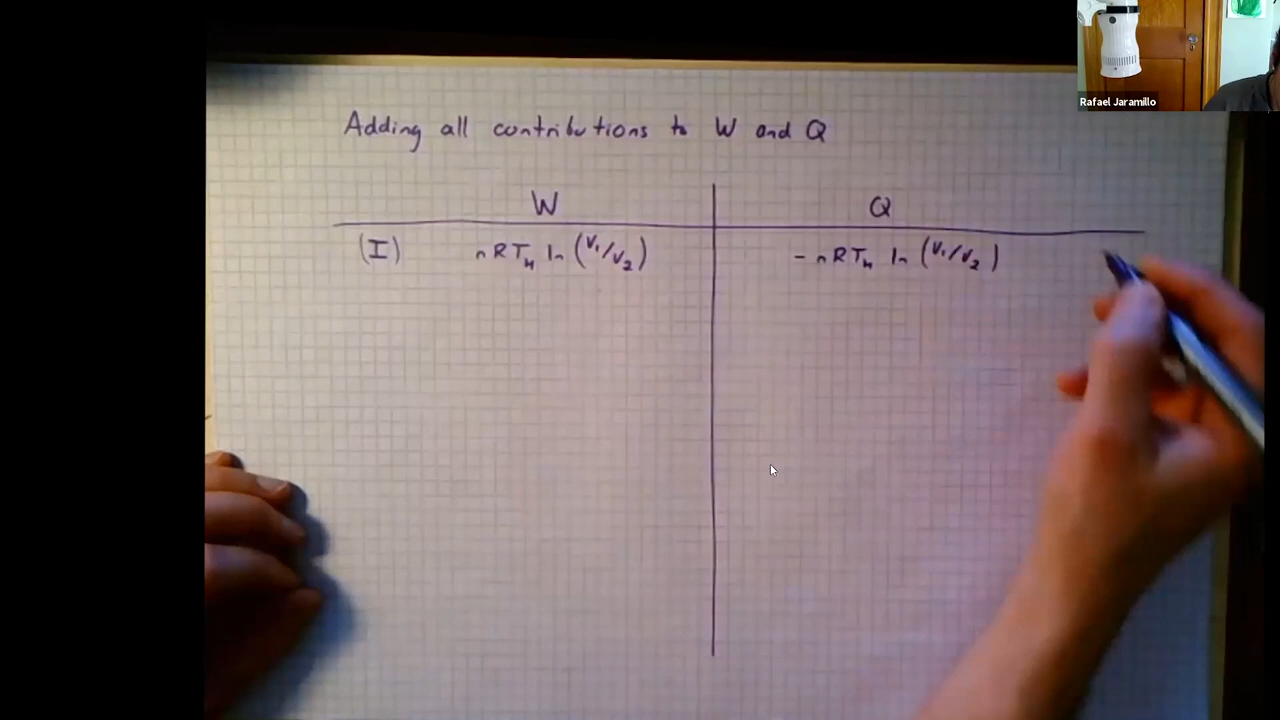 Rafael Jaramillo
Adding all contributions to W and Q
W Q
(I) nRT_H ln (V₁/V₂) - nRT_H ln (V₁/V₂)